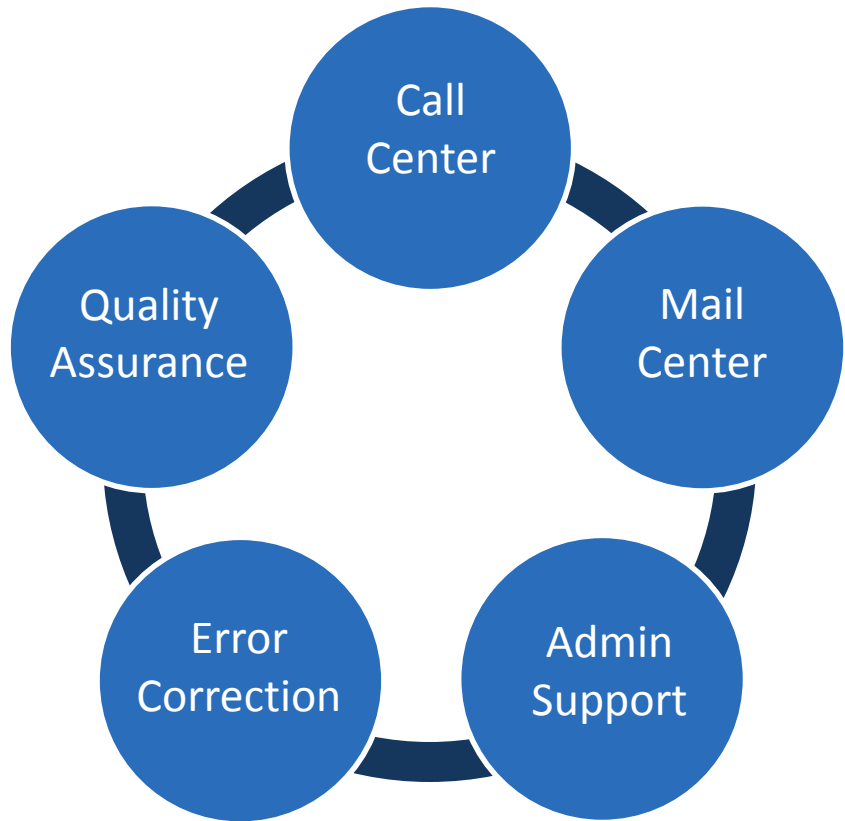 Call
Center
Mail
Center
Admin
Support
Error
Correction
Quality
Assurance